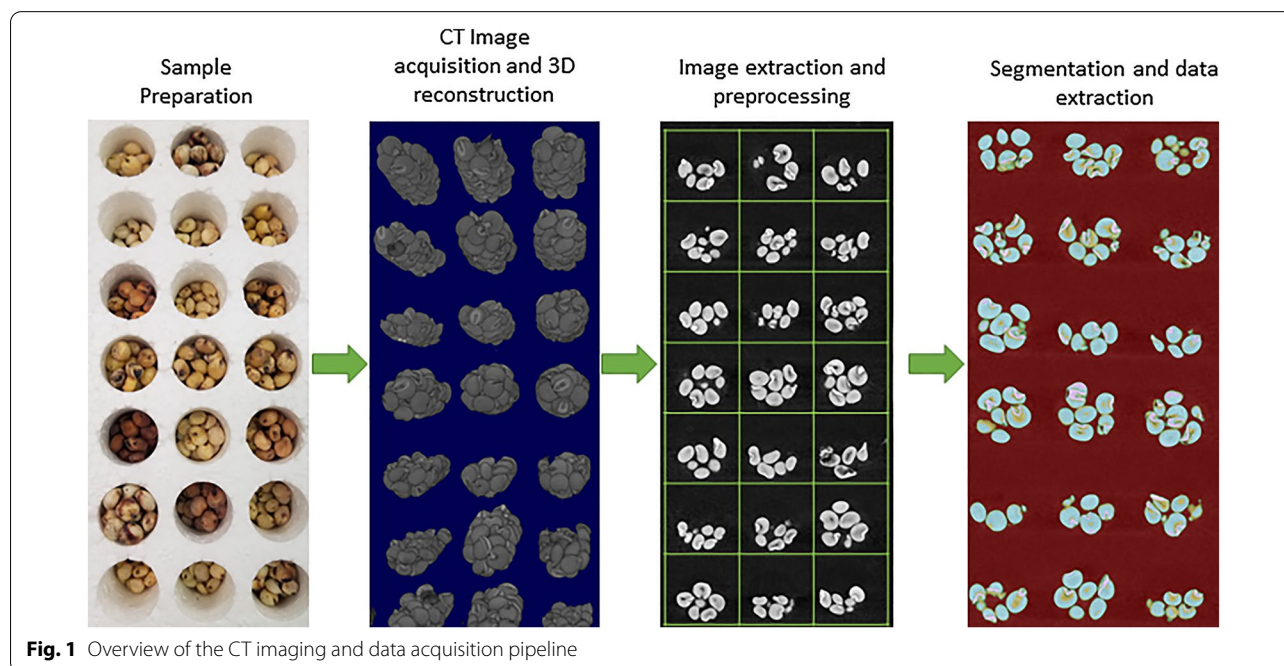 Sample
Preparation
CT Image
acquisition and 3D
reconstruction
Image extraction and
preprocessing
Segmentation and data
extraction
Fig. 1 Overview of the CT imaging and data acquisition pipeline